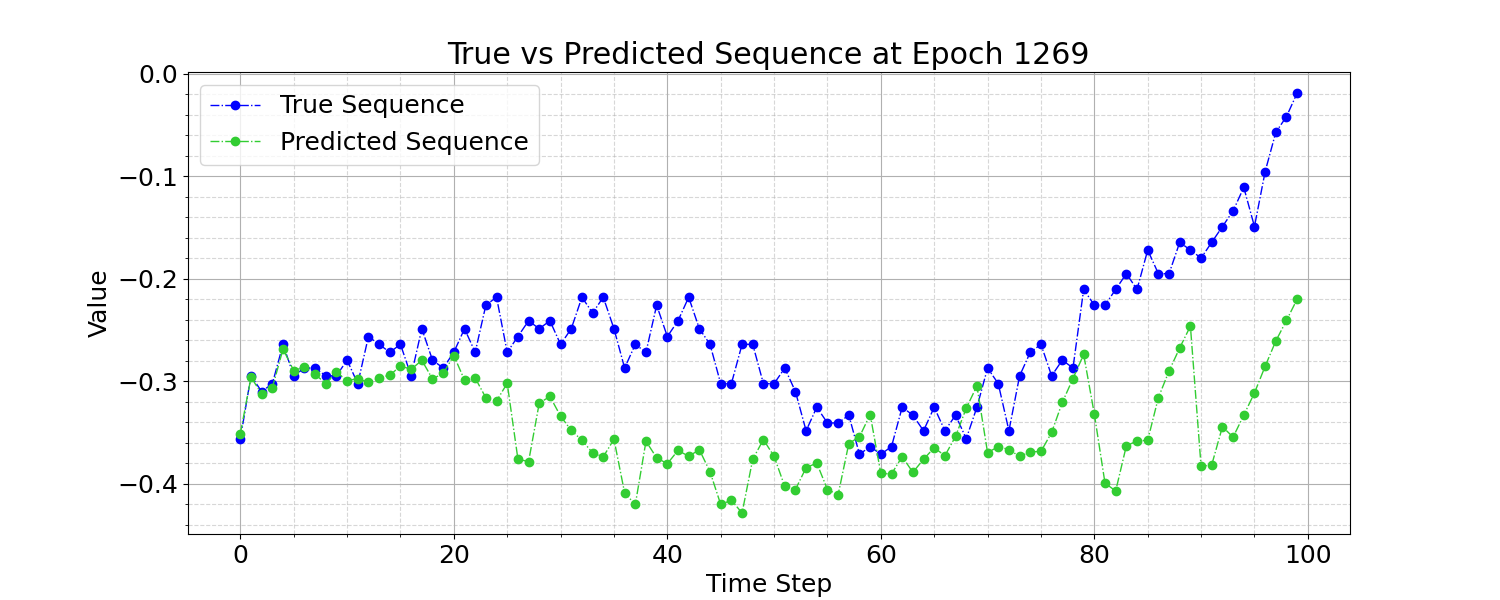 True vs Predicted Sequence at Epoch 1269
0.0
−0.1
−0.2
−0.3
−0.4
Value
True Sequence
Predicted Sequence
0 20 40 60 80 100
Time Step